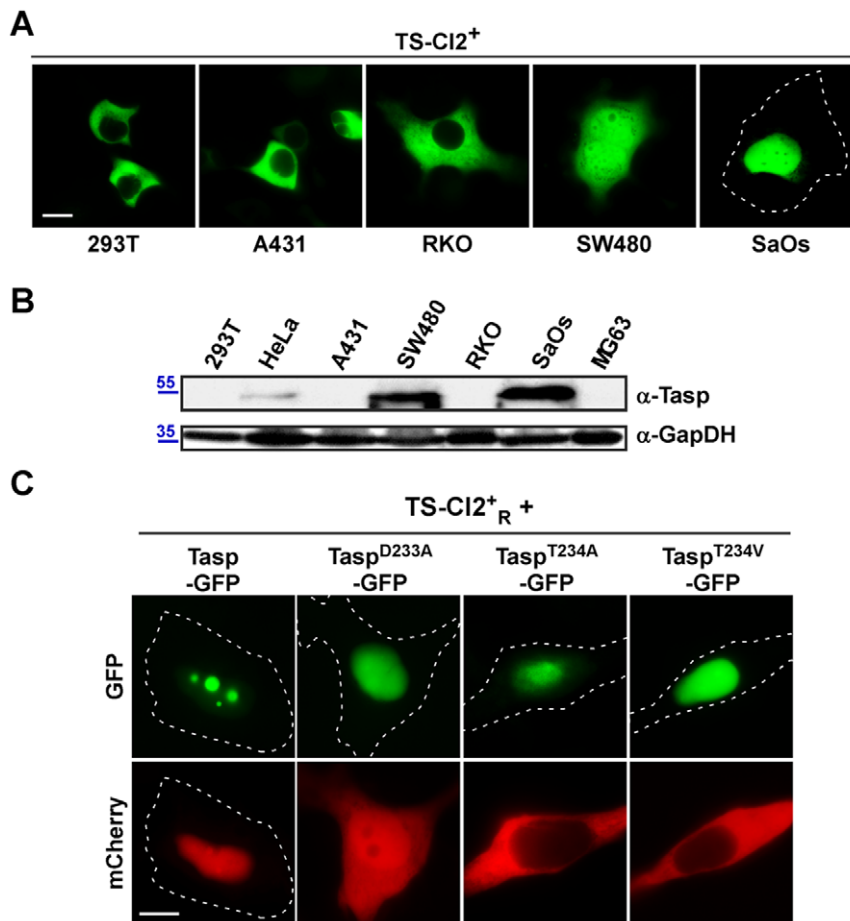 A
TS-Cl2+
293T A431 RKO SW480 SaOs
B
293T HeLa A431 SW480 RKO SaOs MG63
55 α-Tasp
35 α-GapDH
C
TS-Cl2+R +
Tasp TaspD233A TaspT234A TaspT234V
-GFP -GFP -GFP -GFP
GFP
mCherry